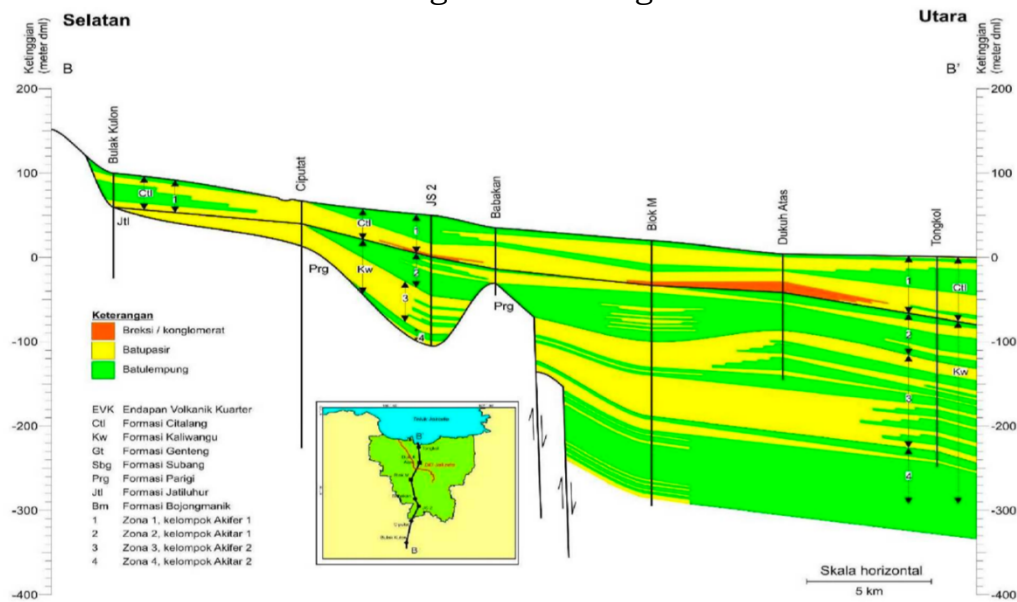 Selatan
Utara
Ketinggian
(meter dml)
B
B'
Ketinggian
(meter dml)
200
100
0
-100
-200
-300
-400
200
100
0
-100
-200
-300
-400
Bulak Kulon
Ciputat
JS 2
Babakan
Blok M
Dukuh Atas
Tongkol
Ctl
1
Jtl
Prg
Ctl
Kw
1
2
3
4
Prg
1
2
3
4
Ctl
Kw
Keterangan
Breksi / konglomerat
Batupasir
Batulempung
EVK Endapan Volkanik Kuarter
Ctl Formasi Citalang
Kw Formasi Kaliwangu
Gt Formasi Genteng
Sbg Formasi Subang
Prg Formasi Parigi
Jtl Formasi Jatiluhur
Bm Formasi Bojongmanik
1 Zona 1, kelompok Akifer 1
2 Zona 2, kelompok Akitar 1
3 Zona 3, kelompok Akifer 2
4 Zona 4, kelompok Akitar 2
B'
B
Skala horizontal
5 km